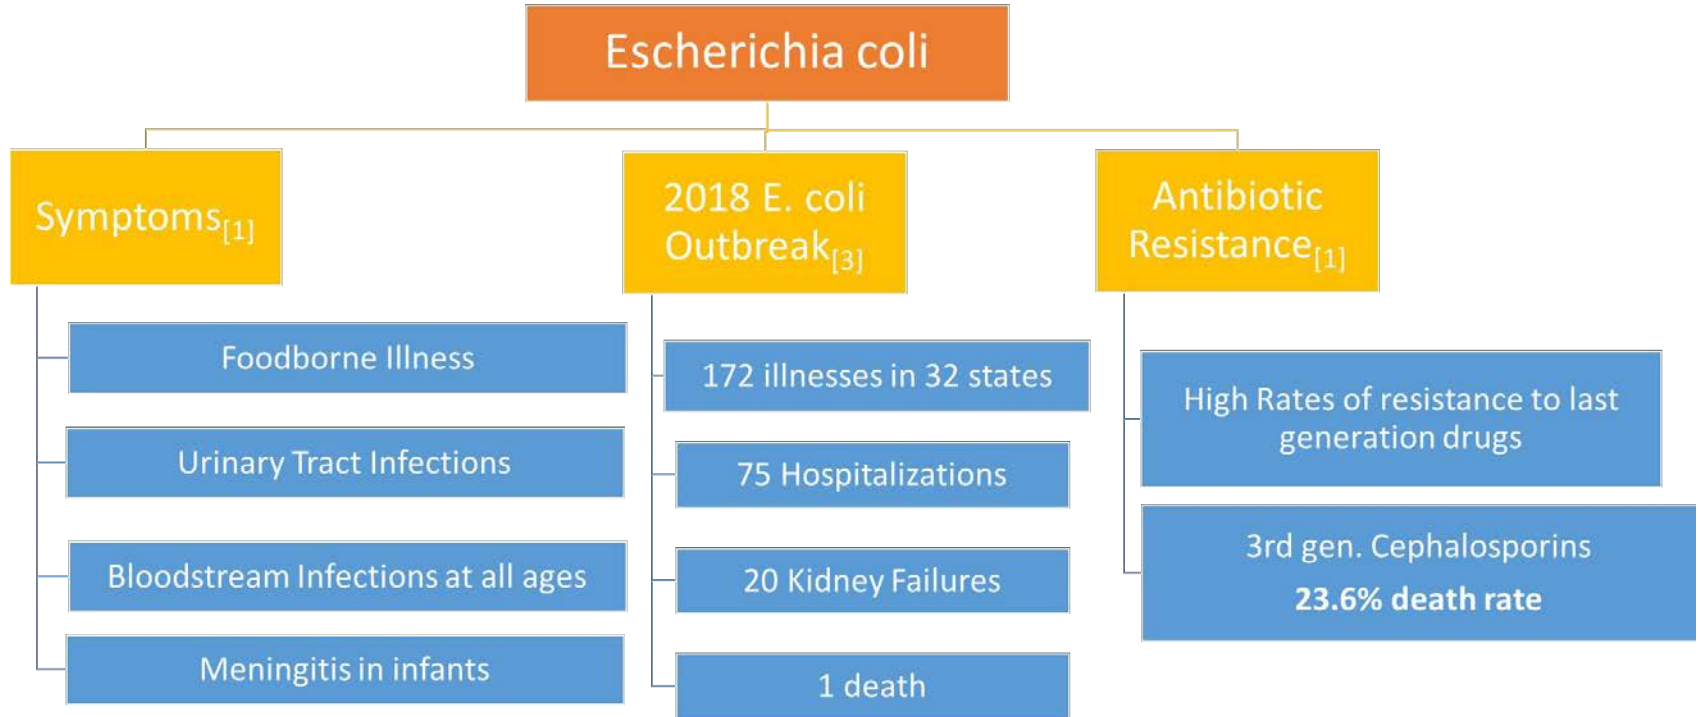 Escherichia coli
Symptoms[1]
Foodborne Illness
Urinary Tract Infections
Bloodstream Infections at all ages
Meningitis in infants
2018 E. coli
Outbreak[3]
172 illnesses in 32 states
75 Hospitalizations
20 Kidney Failures
1 death
Antibiotic
Resistance[1]
High Rates of resistance to last
generation drugs
3rd gen. Cephalosporins
23.6% death rate